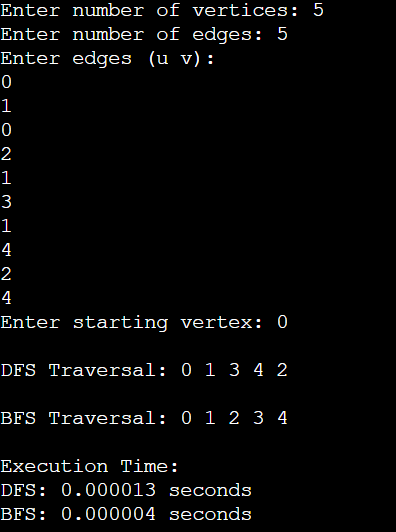 Enter number of vertices: 5
Enter number of edges: 5
Enter edges (u v):
0
1
0
2
1
3
1
4
2
4
Enter starting vertex: 0
DFS Traversal: 0 1 3 4 2
BFS Traversal: 0 1 2 3 4
Execution Time:
DFS: 0.000013 seconds
BFS: 0.000004 seconds